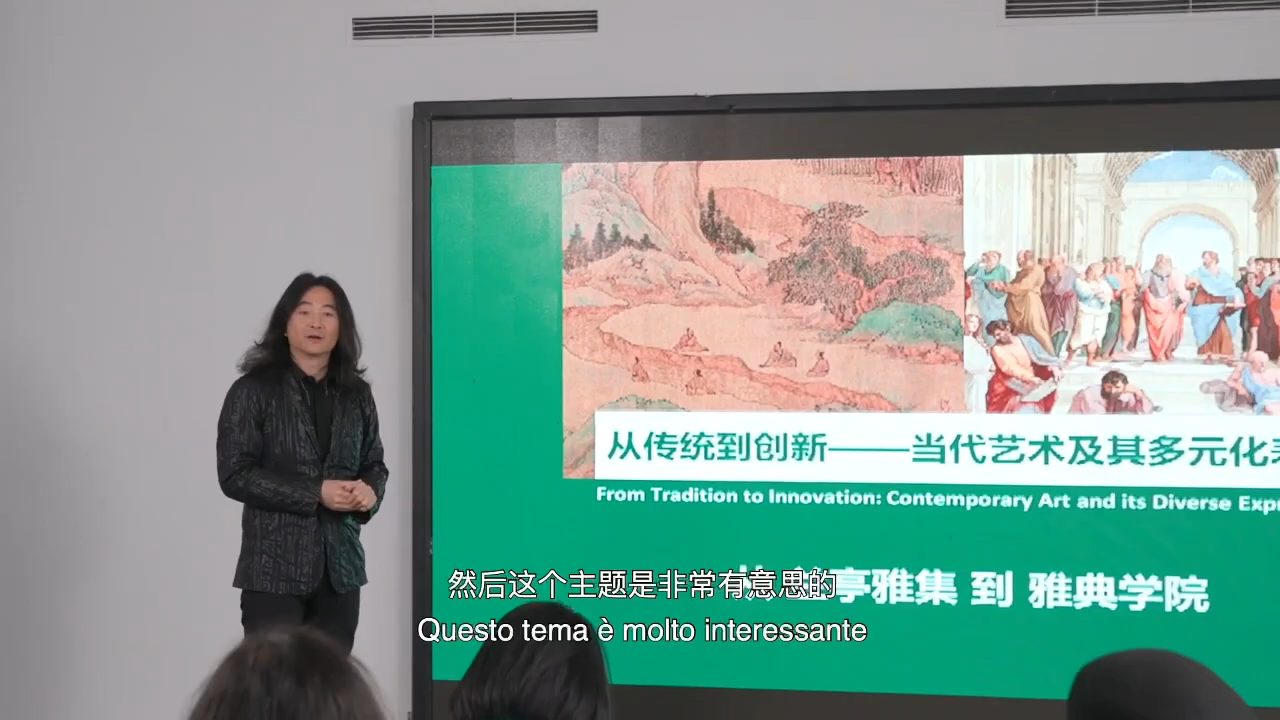 从传统到创新——当代艺术及其多元化
From Tradition to Innovation: Contemporary Art and its Diverse
亭雅集 到 雅典学院
然后这个主题是非常有意思的
Questo tema è molto interessante